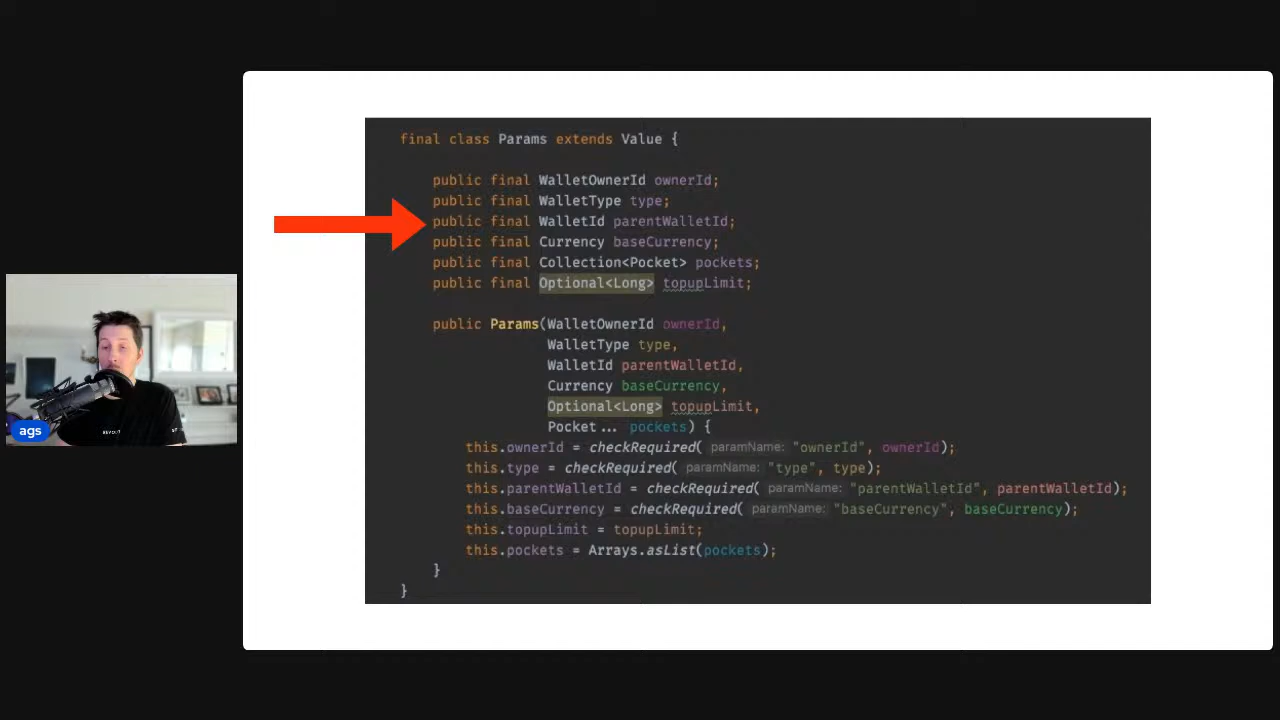 final class Params extends Value {
public final WalletOwnerId ownerId;
public final WalletType type;
public final WalletId parentWalletId;
public final Currency baseCurrency;
public final Collection<Pocket> pockets;
public final Optional<Long> topupLimit;
public Params(WalletOwnerId ownerId,
WalletType type,
WalletId parentWalletId,
Currency baseCurrency,
Optional<Long> topupLimit,
Pocket... pockets) {
this.ownerId = checkRequired( paramName: "ownerId", ownerId);
this.type = checkRequired( paramName: "type", type);
this.parentWalletId = checkRequired( paramName: "parentWalletId", parentWalletId);
this.baseCurrency = checkRequired( paramName: "baseCurrency", baseCurrency);
this.topupLimit = topupLimit;
this.pockets = Arrays.asList(pockets);
}
}
ags